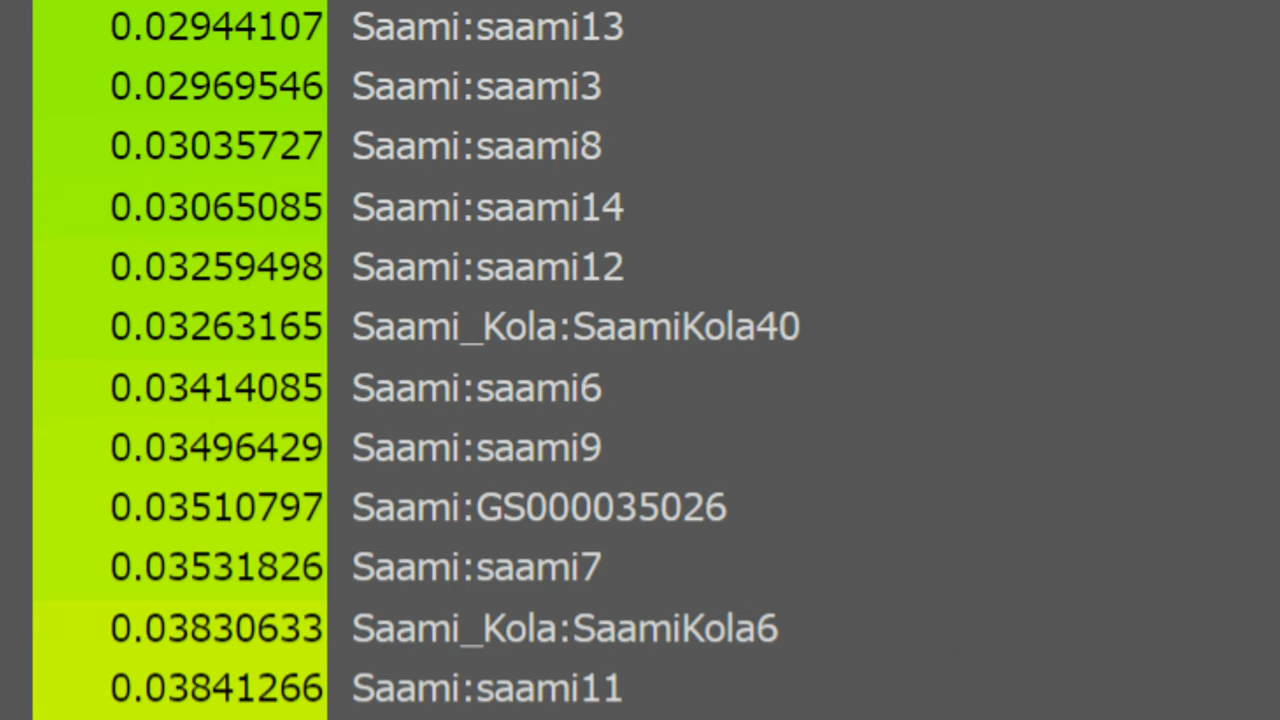 0.02944107 Saami:saami13
0.02969546 Saami:saami3
0.03035727 Saami:saami8
0.03065085 Saami:saami14
0.03259498 Saami:saami12
0.03263165 Saami_Kola:SaamiKola40
0.03414085 Saami:saami6
0.03496429 Saami:saami9
0.03510797 Saami:GS000035026
0.03531826 Saami:saami7
0.03830633 Saami_Kola:SaamiKola6
0.03841266 Saami:saami11